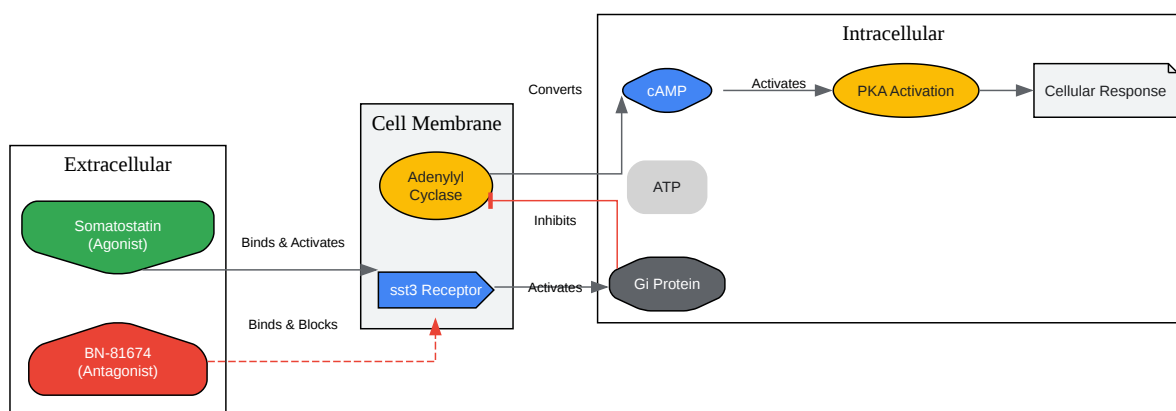 Extracellular
Somatostatin
(Agonist)
BN-81674
(Antagonist)
Binds & Activates
Binds & Blocks
Cell Membrane
Adenylyl
Cyclase
sst3 Receptor
Converts
Inhibits
Activates
Intracellular
cAMP
Activates
PKA Activation
Cellular Response
ATP
Gi Protein